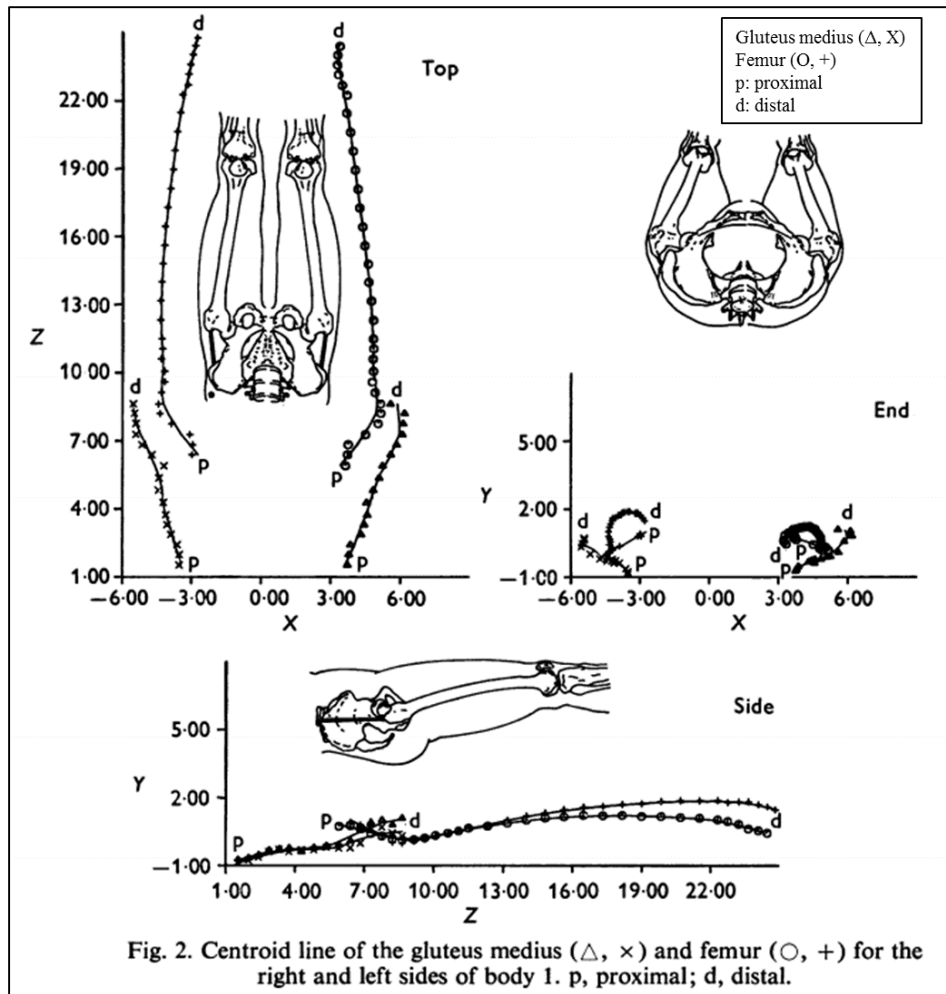 Gluteus medius (Δ, X)
Femur (O, +)
p: proximal
d: distal
Top
d
d
22·00
19·00
16·00
13·00
Z
10·00
d
d
7·00
p
p
4·00
p
p
1·00
−6·00 −3·00 0·00 3·00 6·00
X
End
5·00
Y
2·00
d
d
p
d
p
p
p
−1·00
−6·00 −3·00 0·00 3·00 6·00
X
Side
5·00
Y
2·00
p
d
d
p
−1·00
1·00 4·00 7·00 10·00 13·00 16·00 19·00 22·00
Z
Fig. 2. Centroid line of the gluteus medius (△, ×) and femur (○, +) for the
right and left sides of body 1. p, proximal; d, distal.